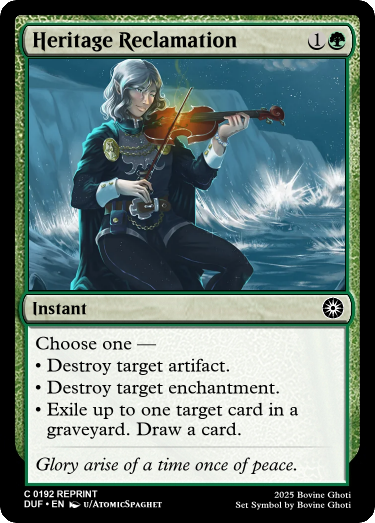 Heritage Reclamation 1
Instant
Choose one —
• Destroy target artifact.
• Destroy target enchantment.
• Exile up to one target card in a
graveyard. Draw a card.
Glory arise of a time once of peace.
C 0192 REPRINT
DUF • EN u/AtomicSpaghet
2025 Bovine Ghoti
Set Symbol by Bovine Ghoti